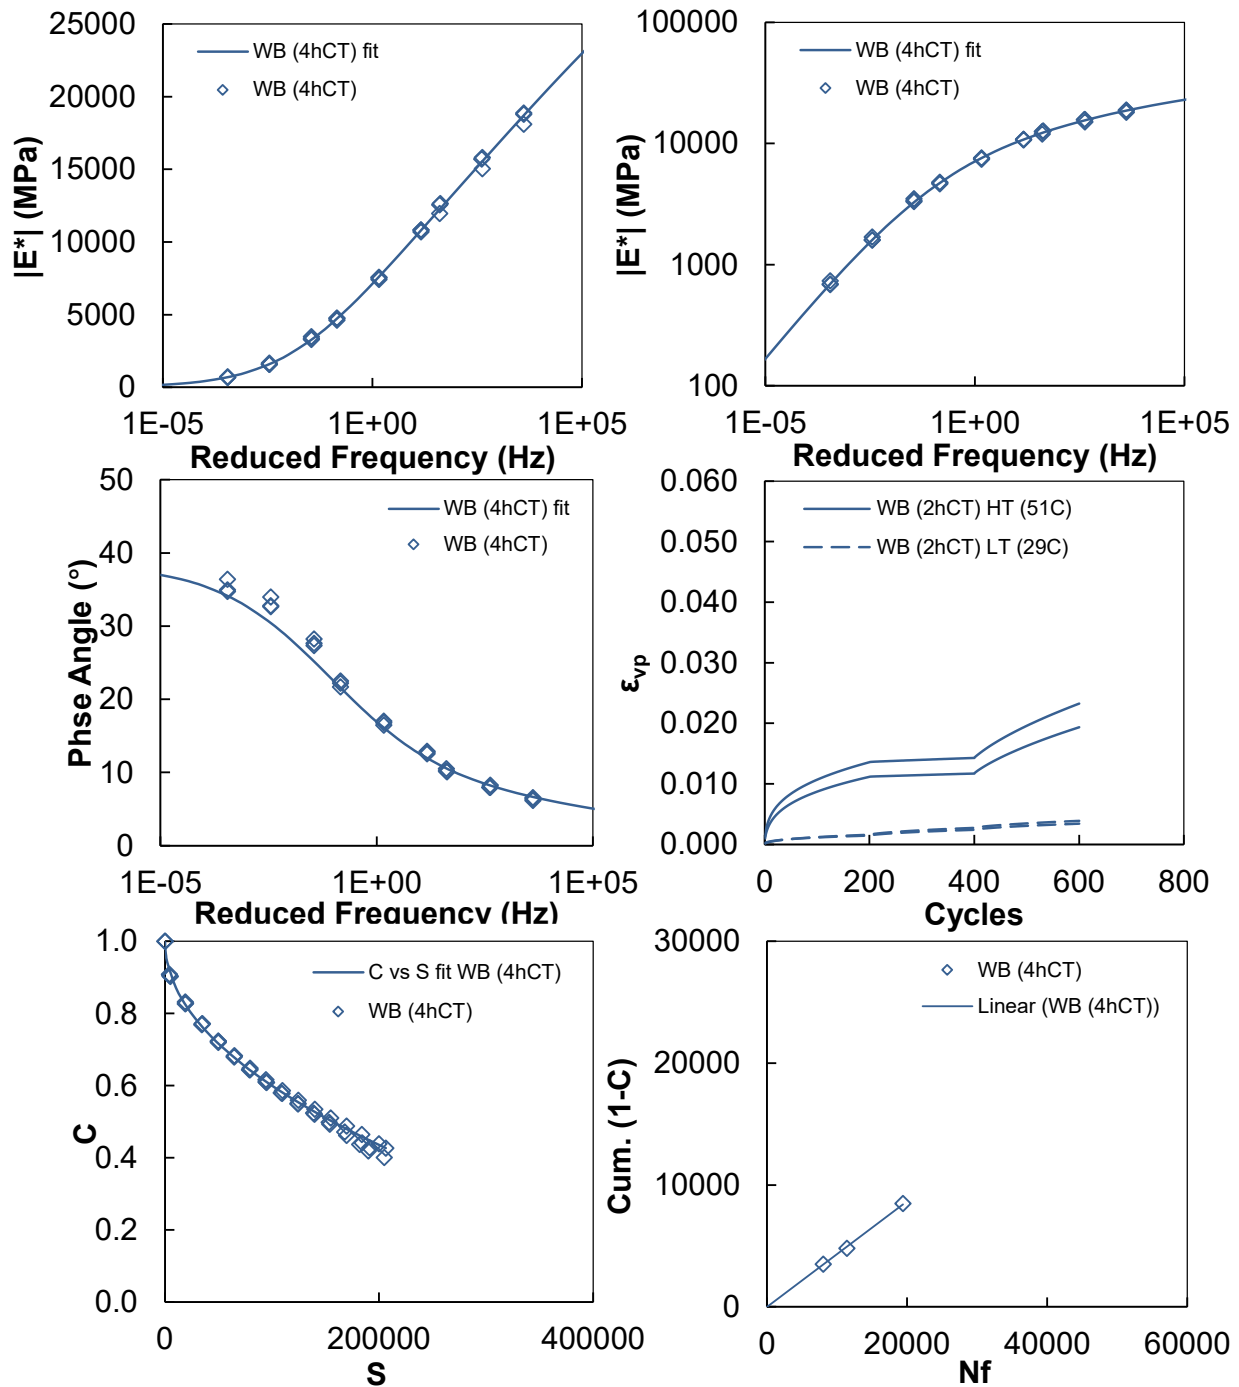 25000
20000
15000
10000
5000
0
|E*| (MPa)
WB (4hCT) fit
WB (4hCT)
1E-05
1E+00
1E+05
Reduced Frequency (Hz)
100000
10000
1000
100
|E*| (MPa)
WB (4hCT) fit
WB (4hCT)
1E-05
1E+00
1E+05
Reduced Frequency (Hz)
50
40
30
20
10
0
Phse Angle (°)
WB (4hCT) fit
WB (4hCT)
1E-05
1E+00
1E+05
Reduced Frequency (Hz)
0.060
0.050
0.040
0.030
0.020
0.010
0.000
εvp
WB (2hCT) HT (51C)
WB (2hCT) LT (29C)
0
200
400
600
800
Cycles
1.0
0.8
0.6
0.4
0.2
0.0
C
C vs S fit WB (4hCT)
WB (4hCT)
0
200000
400000
S
30000
20000
10000
0
Cum. (1-C)
WB (4hCT)
Linear (WB (4hCT))
0
20000
40000
60000
Nf